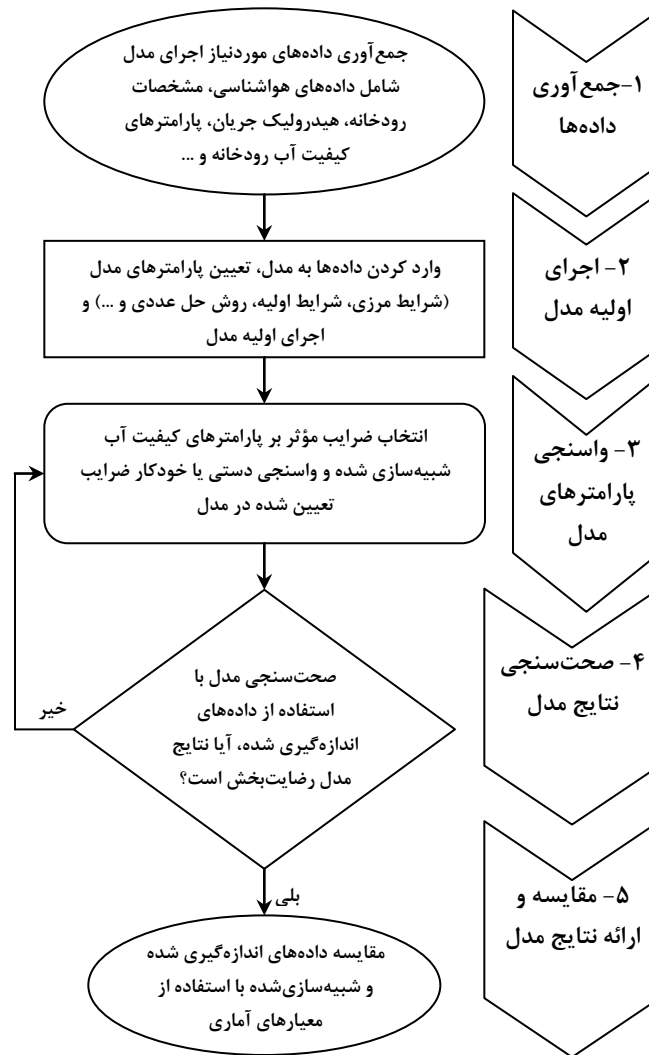 جمع‌آوری داده‌های موردنیاز اجرای مدل
شامل داده‌های هواشناسی، مشخصات
رودخانه، هیدرولیک جریان، پارامترهای
کیفیت آب رودخانه و ...
۱-جمع‌آوری
داده‌ها
وارد کردن داده‌ها به مدل، تعیین پارامترهای مدل
(شرایط مرزی، شرایط اولیه، روش حل عددی و ...) و
اجرای اولیه مدل
۲- اجرای
اولیه مدل
انتخاب ضرایب مؤثر بر پارامترهای کیفیت آب
شبیه‌سازی شده و واسنجی دستی یا خودکار ضرایب
تعیین شده در مدل
۳- واسنجی
پارامترهای
مدل
صحت‌سنجی مدل با
استفاده از داده‌های
اندازه‌گیری شده، آیا نتایج
مدل رضایت‌بخش است؟
خیر
۴- صحت‌سنجی
نتایج مدل
بلی
مقایسه داده‌های اندازه‌گیری شده
و شبیه‌سازی‌شده با استفاده از
معیارهای آماری
۵- مقایسه و
ارائه نتایج مدل